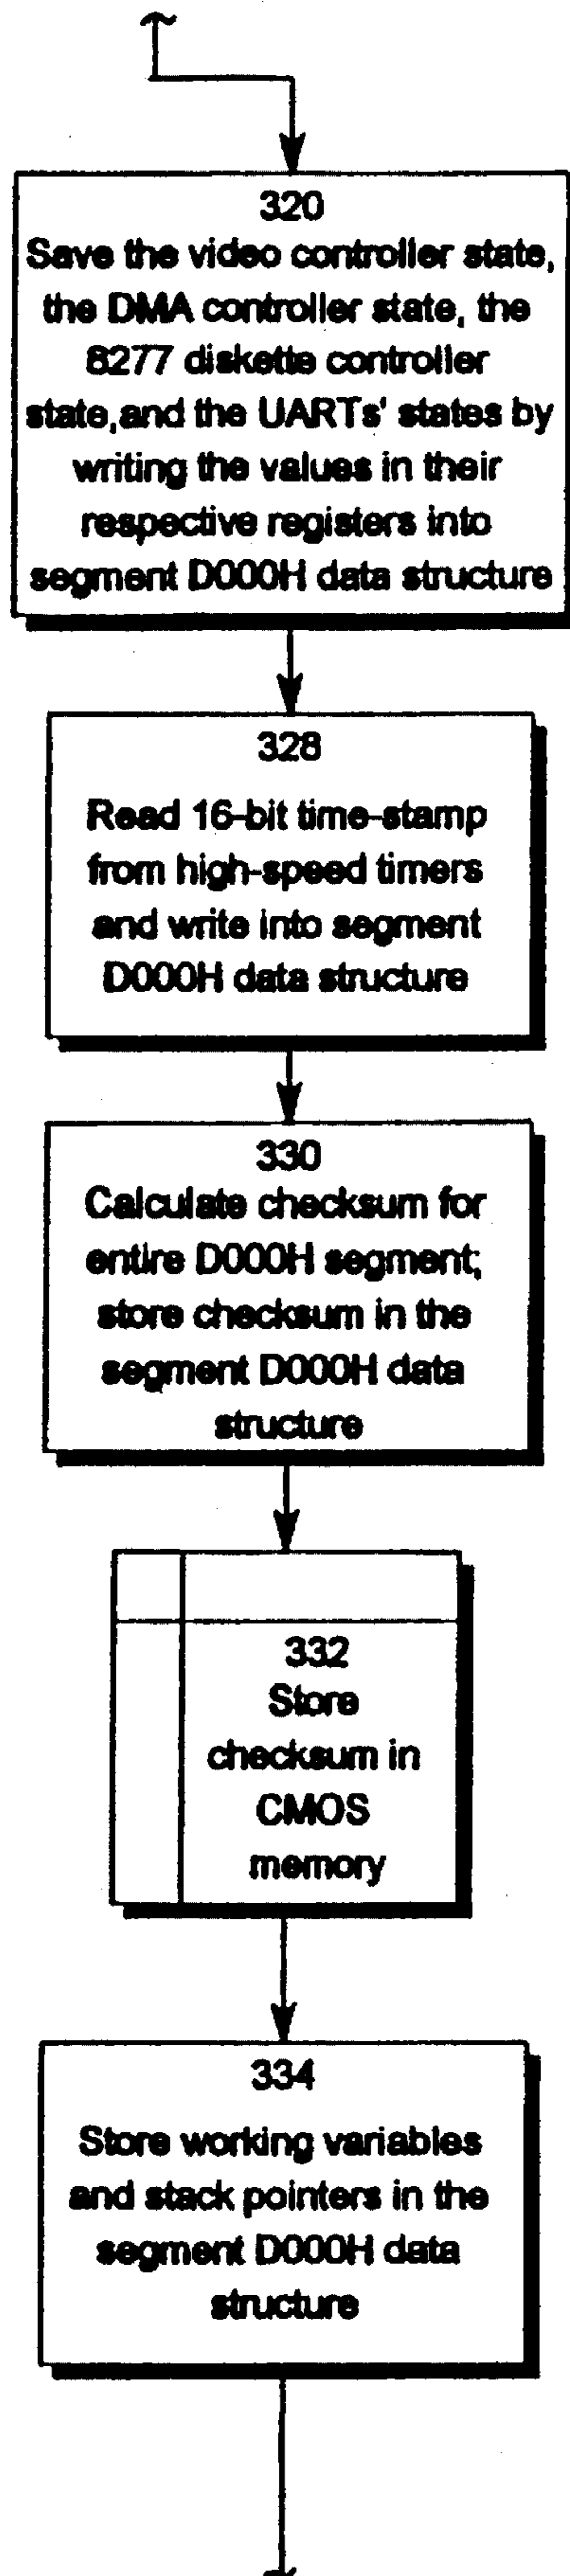 320
Save the video controller state,
the DMA controller state, the
8277 diskette controller
state,and the UARTs' states by
writing the values in their
respective registers into
segment D000H data structure
328
Read 16-bit time-stamp
from high-speed timers
and write into segment
D000H data structure
330
Calculate checksum for
entire D000H segment;
store checksum in the
segment D000H data
structure
332
Store
checksum in
CMOS
memory
334
Store working variables
and stack pointers in the
segment D000H data
structure